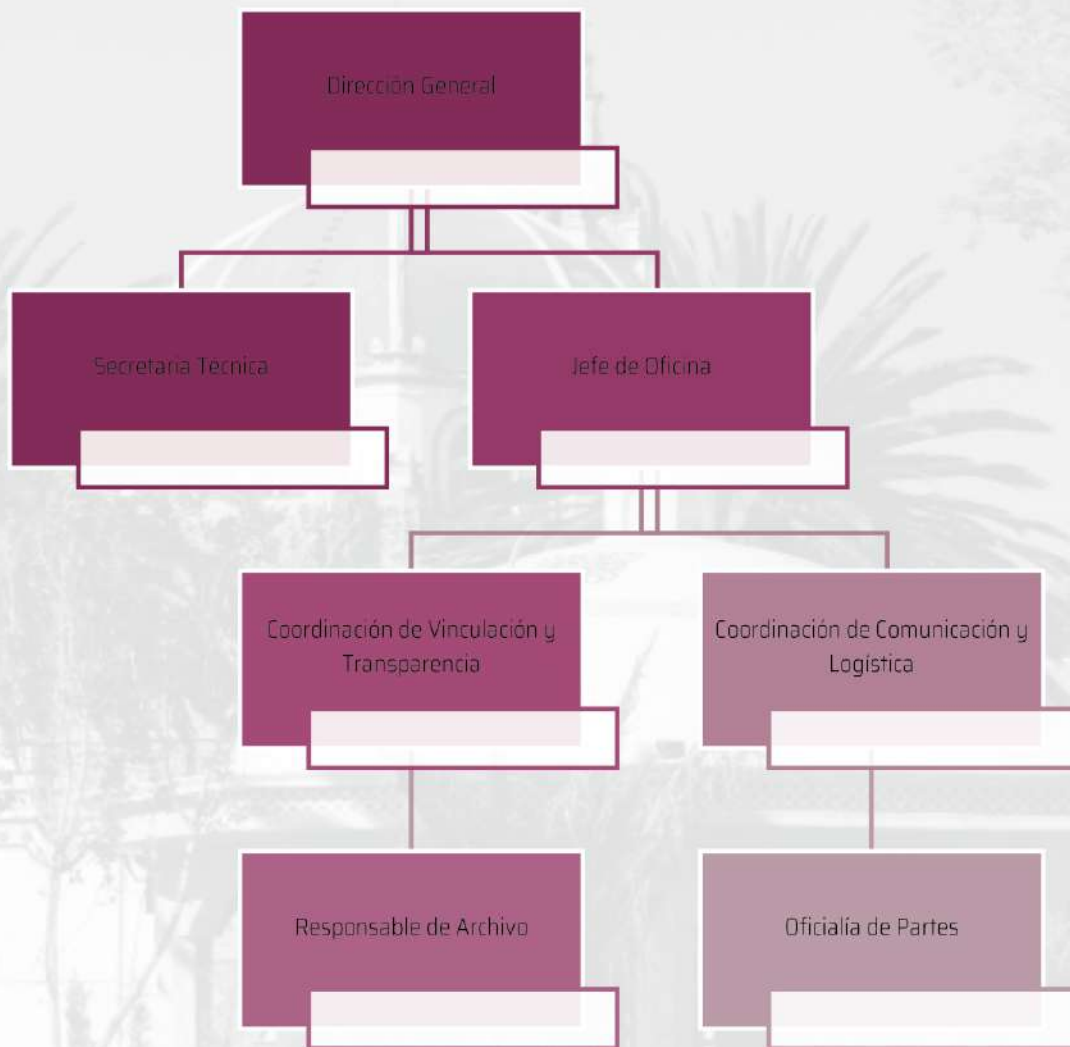 Dirección General
Secretaria Técnica
Jefe de Oficina
Coordinación de Vinculación y
Transparencia
Coordinación de Comunicación y
Logística
Responsable de Archivo
Oficialía de Partes